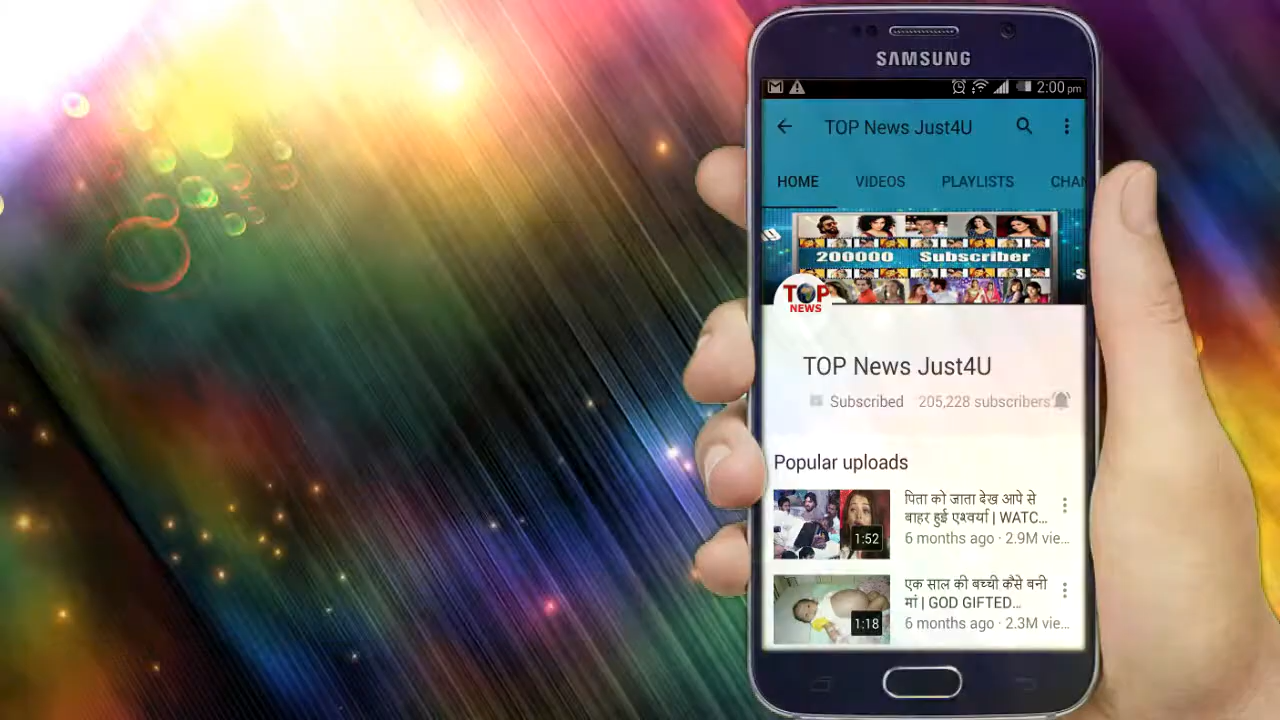 SAMSUNG
2:00 pm
TOP News Just4U
HOME VIDEOS PLAYLISTS CHAN
200000 Subscriber
TOP
NEWS
TOP News Just4U
Subscribed 205,228 subscribers
Popular uploads
पिता को जाता देख आपे से
बाहर हुई एश्वर्या | WATC...
1:52
6 months ago · 2.9M vie...
एक साल की बच्ची कैसे बनी
मां | GOD GIFTED...
1:18
6 months ago · 2.3M vie...